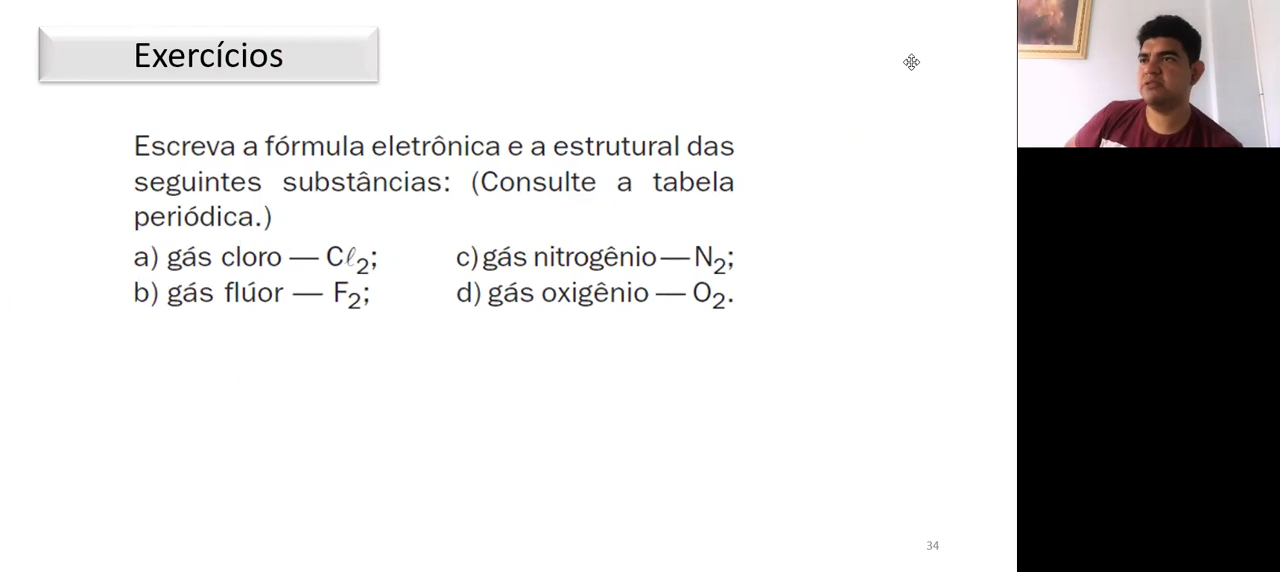 Exercícios
Escreva a fórmula eletrônica e a estrutural das
seguintes substâncias: (Consulte a tabela
periódica.)
a) gás cloro — Cℓ₂; c) gás nitrogênio — N₂;
b) gás flúor — F₂; d) gás oxigênio — O₂.
34